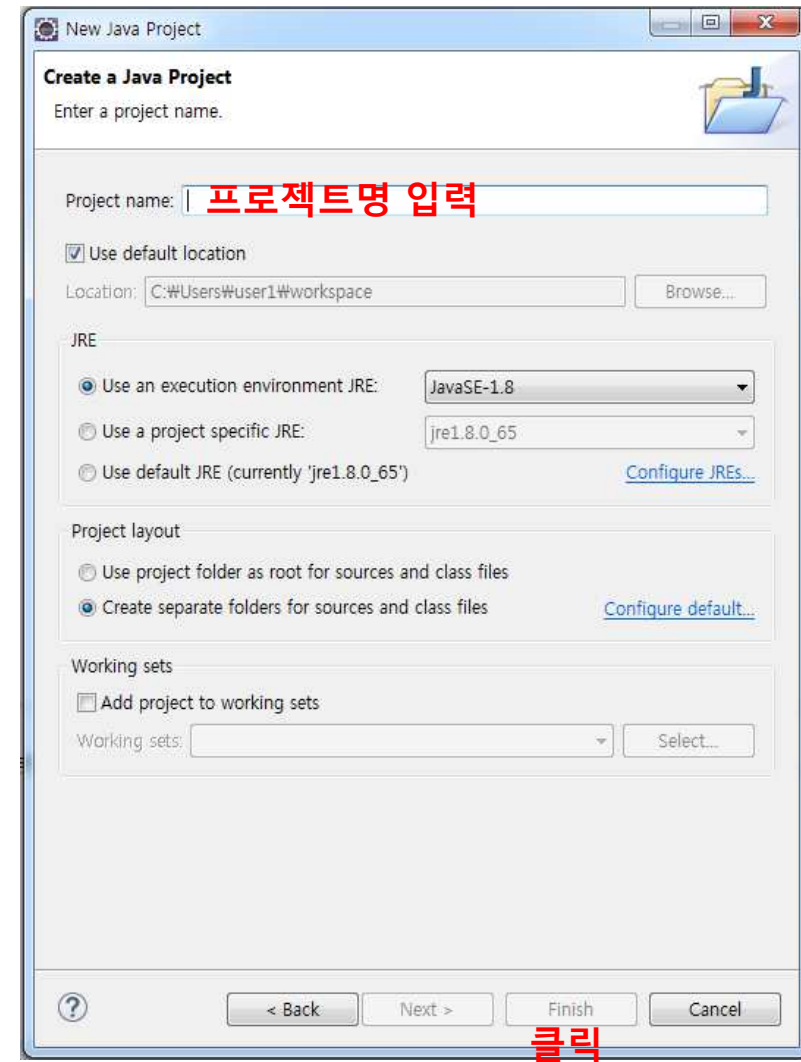 New Java Project
Create a Java Project
Enter a project name.
Project name: 프로젝트명 입력
Use default location
Location: C:₩Users₩user1₩workspace Browse...
JRE
Use an execution environment JRE: JavaSE-1.8
Use a project specific JRE: jre1.8.0_65
Use default JRE (currently 'jre1.8.0_65') Configure JREs...
Project layout
Use project folder as root for sources and class files
Create separate folders for sources and class files Configure default...
Working sets
Add project to working sets
Working sets: Select...
? < Back Next > Finish Cancel
클릭